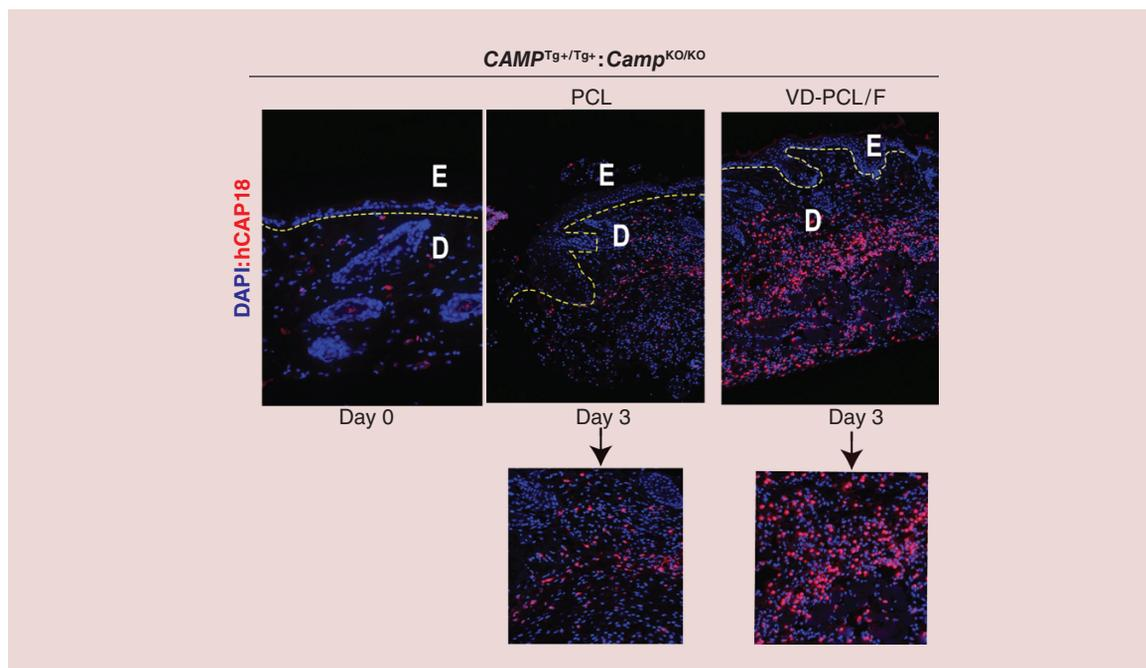 CAMPTg+/Tg+:CampKO/KO
PCL
VD-PCL/F
DAPI:hCAP18
E
D
E
D
E
D
Day 0
Day 3
Day 3